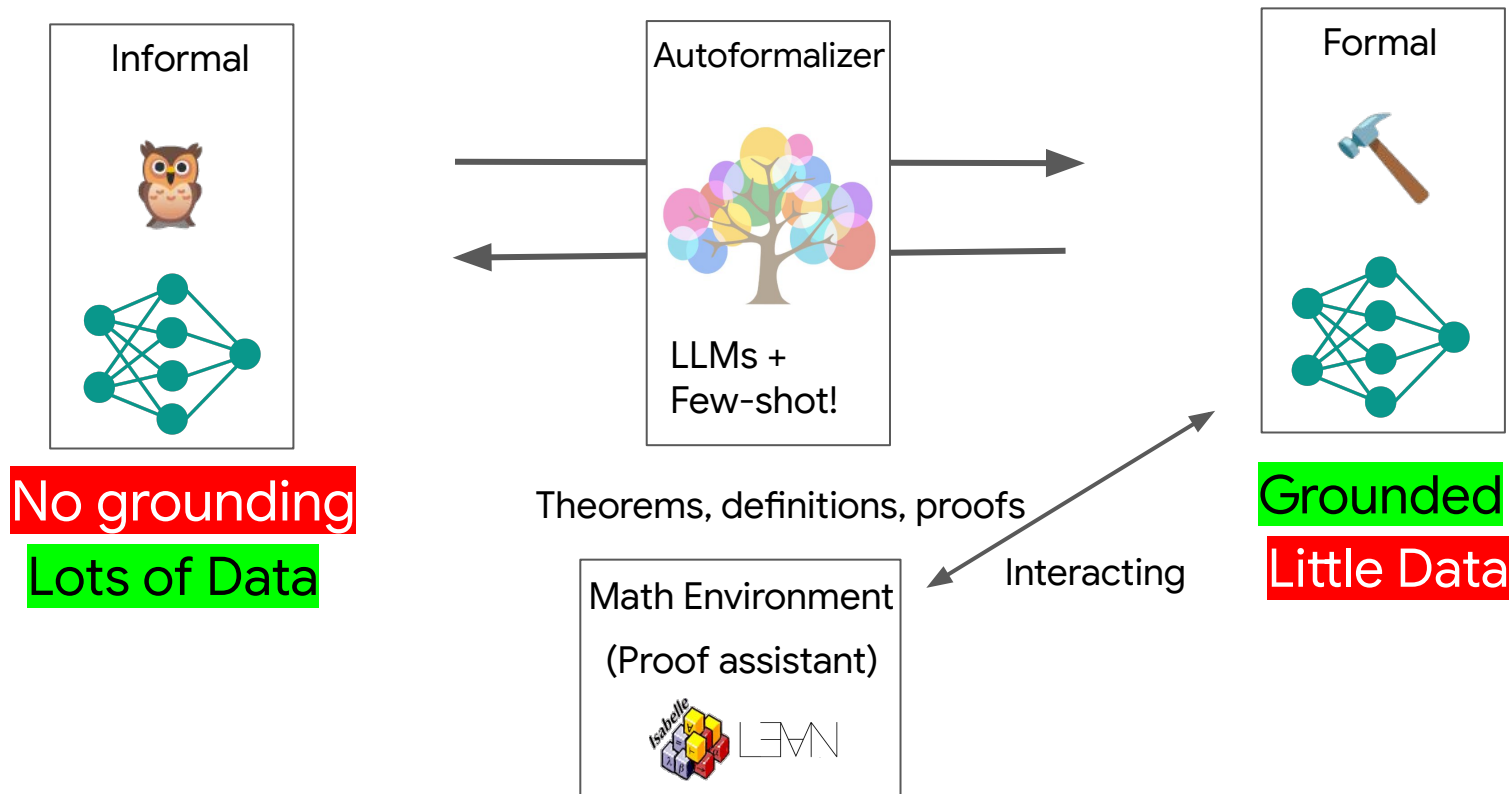 Informal
No grounding
Lots of Data
Autoformalizer
LLMs +
Few-shot!
Theorems, definitions, proofs
Interacting
Math Environment
(Proof assistant)
Isabelle
L∃∀N
Formal
Grounded
Little Data